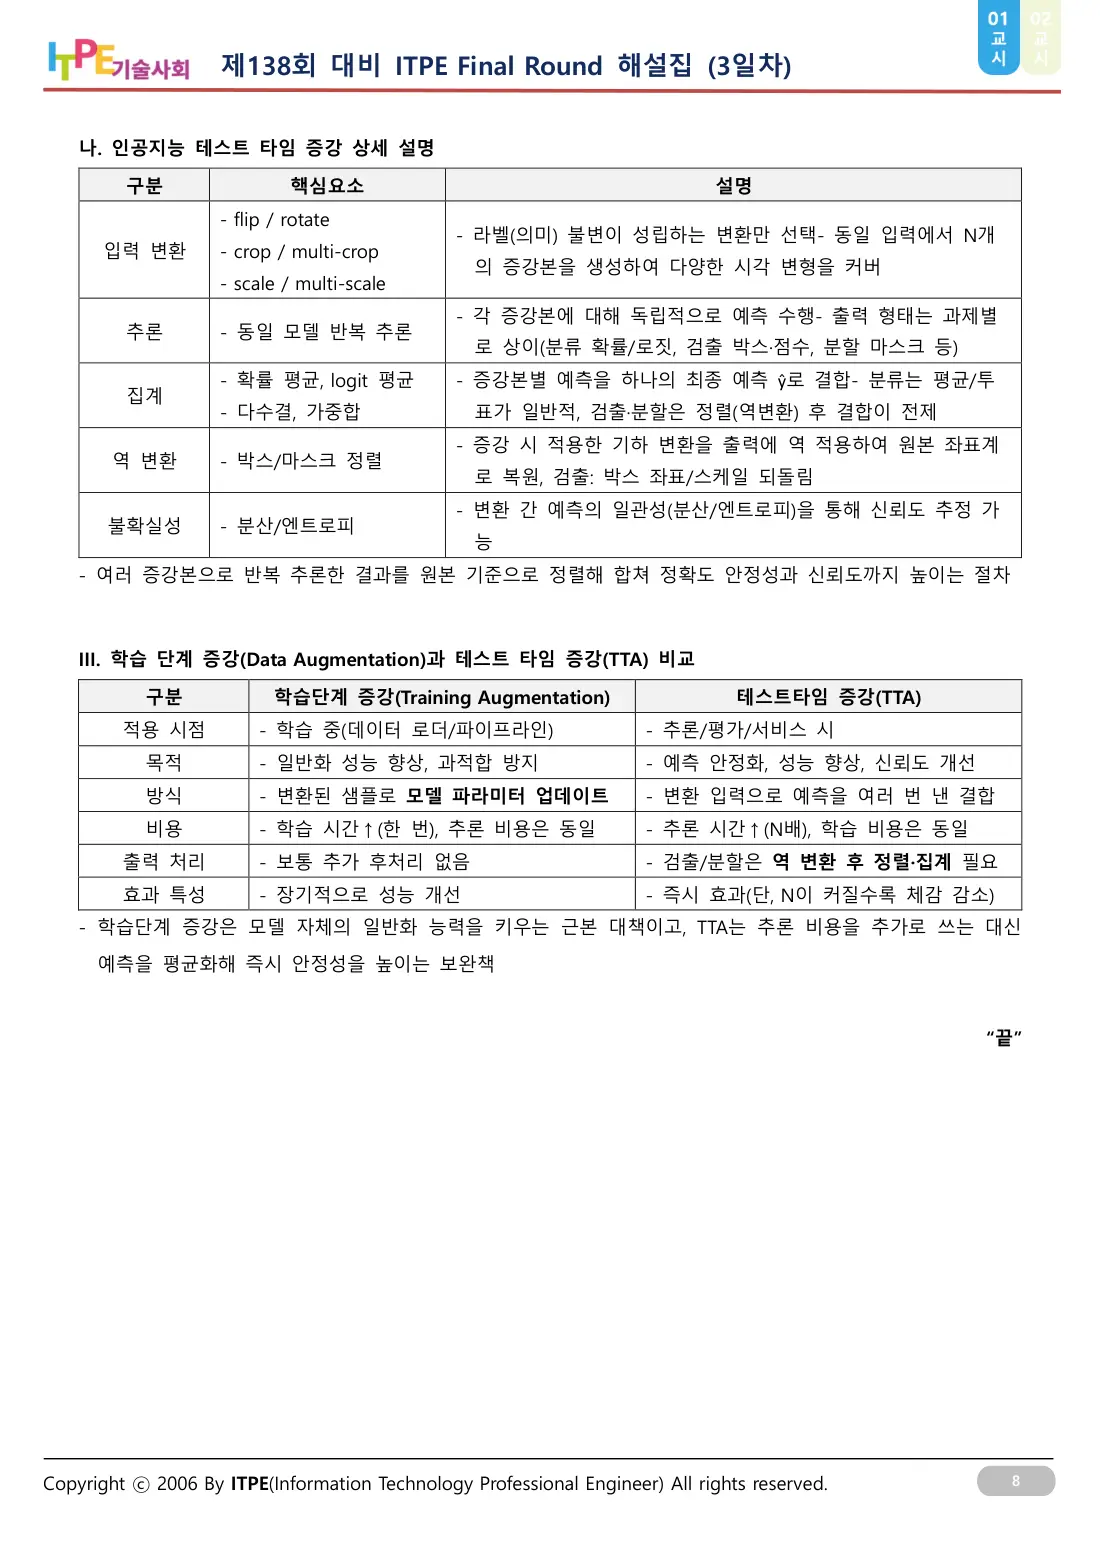 01
교
시
02
교
시
ITPE기술사회 제138회 대비 ITPE Final Round 해설집 (3일차)
나. 인공지능 테스트 타임 증강 상세 설명
구분 핵심요소 설명
입력 변환
- flip / rotate
- crop / multi-crop
- scale / multi-scale
- 라벨(의미) 불변이 성립하는 변환만 선택- 동일 입력에서 N개
의 증강본을 생성하여 다양한 시각 변형을 커버
추론
- 동일 모델 반복 추론
- 각 증강본에 대해 독립적으로 예측 수행- 출력 형태는 과제별
로 상이(분류 확률/로짓, 검출 박스·점수, 분할 마스크 등)
집계
- 확률 평균, logit 평균
- 다수결, 가중합
- 증강본별 예측을 하나의 최종 예측 ŷ로 결합- 분류는 평균/투
표가 일반적, 검출·분할은 정렬(역변환) 후 결합이 전제
역 변환
- 박스/마스크 정렬
- 증강 시 적용한 기하 변환을 출력에 역 적용하여 원본 좌표계
로 복원, 검출: 박스 좌표/스케일 되돌림
불확실성
- 분산/엔트로피
- 변환 간 예측의 일관성(분산/엔트로피)을 통해 신뢰도 추정 가
능
- 여러 증강본으로 반복 추론한 결과를 원본 기준으로 정렬해 합쳐 정확도 안정성과 신뢰도까지 높이는 절차
III. 학습 단계 증강(Data Augmentation)과 테스트 타임 증강(TTA) 비교
구분 학습단계 증강(Training Augmentation) 테스트타임 증강(TTA)
적용 시점 - 학습 중(데이터 로더/파이프라인) - 추론/평가/서비스 시
목적 - 일반화 성능 향상, 과적합 방지 - 예측 안정화, 성능 향상, 신뢰도 개선
방식 - 변환된 샘플로 모델 파라미터 업데이트 - 변환 입력으로 예측을 여러 번 낸 결합
비용 - 학습 시간↑(한 번), 추론 비용은 동일 - 추론 시간↑(N배), 학습 비용은 동일
출력 처리 - 보통 추가 후처리 없음 - 검출/분할은 역 변환 후 정렬·집계 필요
효과 특성 - 장기적으로 성능 개선 - 즉시 효과(단, N이 커질수록 체감 감소)
- 학습단계 증강은 모델 자체의 일반화 능력을 키우는 근본 대책이고, TTA는 추론 비용을 추가로 쓰는 대신
예측을 평균화해 즉시 안정성을 높이는 보완책
“끝”
Copyright ⓒ 2006 By ITPE(Information Technology Professional Engineer) All rights reserved.
8